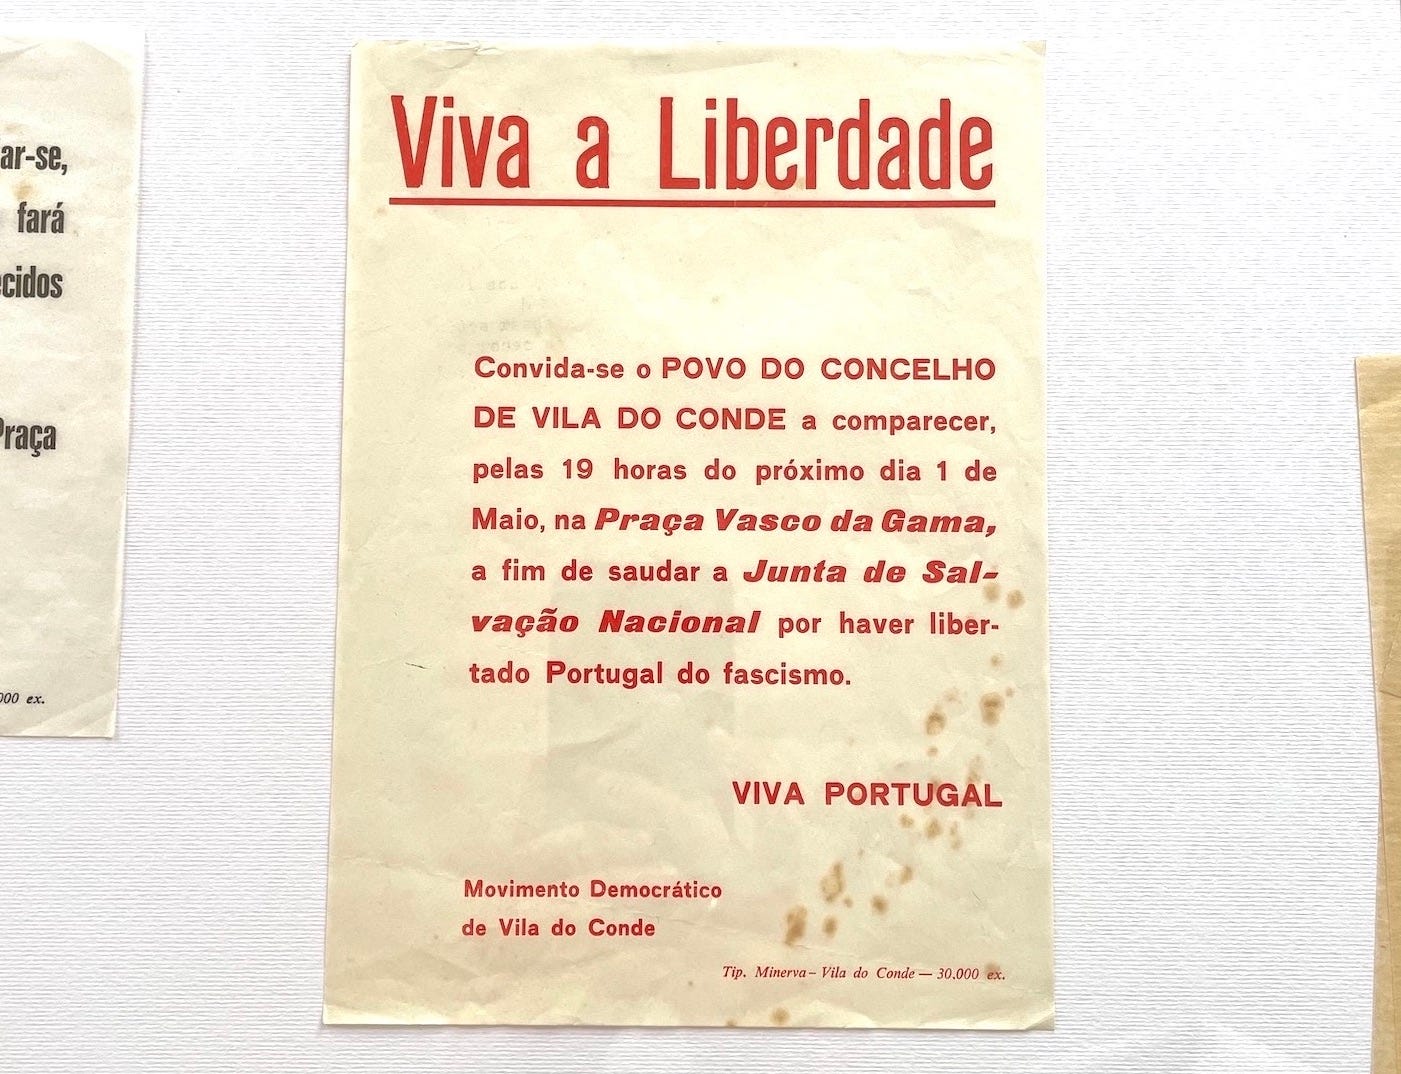 ar-se,
fará
cidos
Praça
000 ex.
Viva a Liberdade
Convida-se o POVO DO CONCELHO
DE VILA DO CONDE a comparecer,
pelas 19 horas do próximo dia 1 de
Maio, na Praça Vasco da Gama,
a fim de saudar a Junta de Sal-
vação Nacional por haver liber-
tado Portugal do fascismo.
VIVA PORTUGAL
Movimento Democrático
de Vila do Conde
Tip. Minerva – Vila do Conde — 30.000 ex.